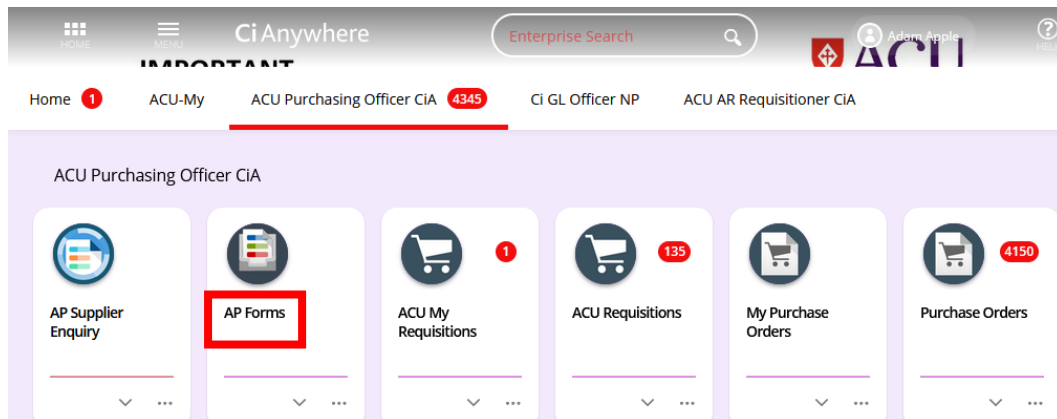 HOME
MENU
Ci Anywhere
Enterprise Search
Adam Apple
HELP
IMPORTANT
ACU
Home 1
ACU-My
ACU Purchasing Officer CiA 4345
Ci GL Officer NP
ACU AR Requisitioner CiA
ACU Purchasing Officer CiA
AP Supplier
Enquiry
AP Forms
1
ACU My
Requisitions
135
ACU Requisitions
My Purchase
Orders
4150
Purchase Orders